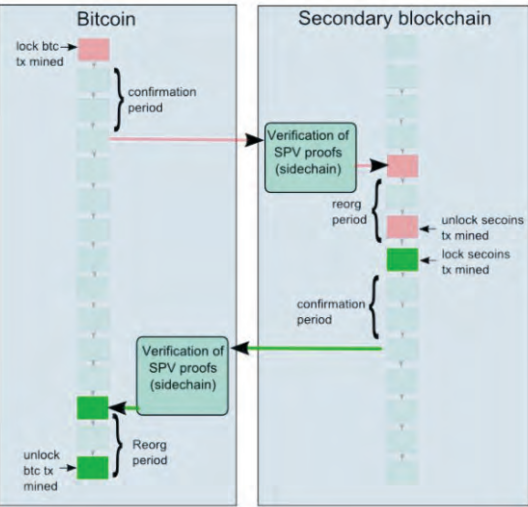 Bitcoin
lock btc
tx mined
confirmation
period
Verification of
SPV proofs
(sidechain)
Reorg
period
unlock
btc tx
mined
Secondary blockchain
Verification of
SPV proofs
(sidechain)
reorg
period
unlock secoins
tx mined
lock secoins
tx mined
confirmation
period